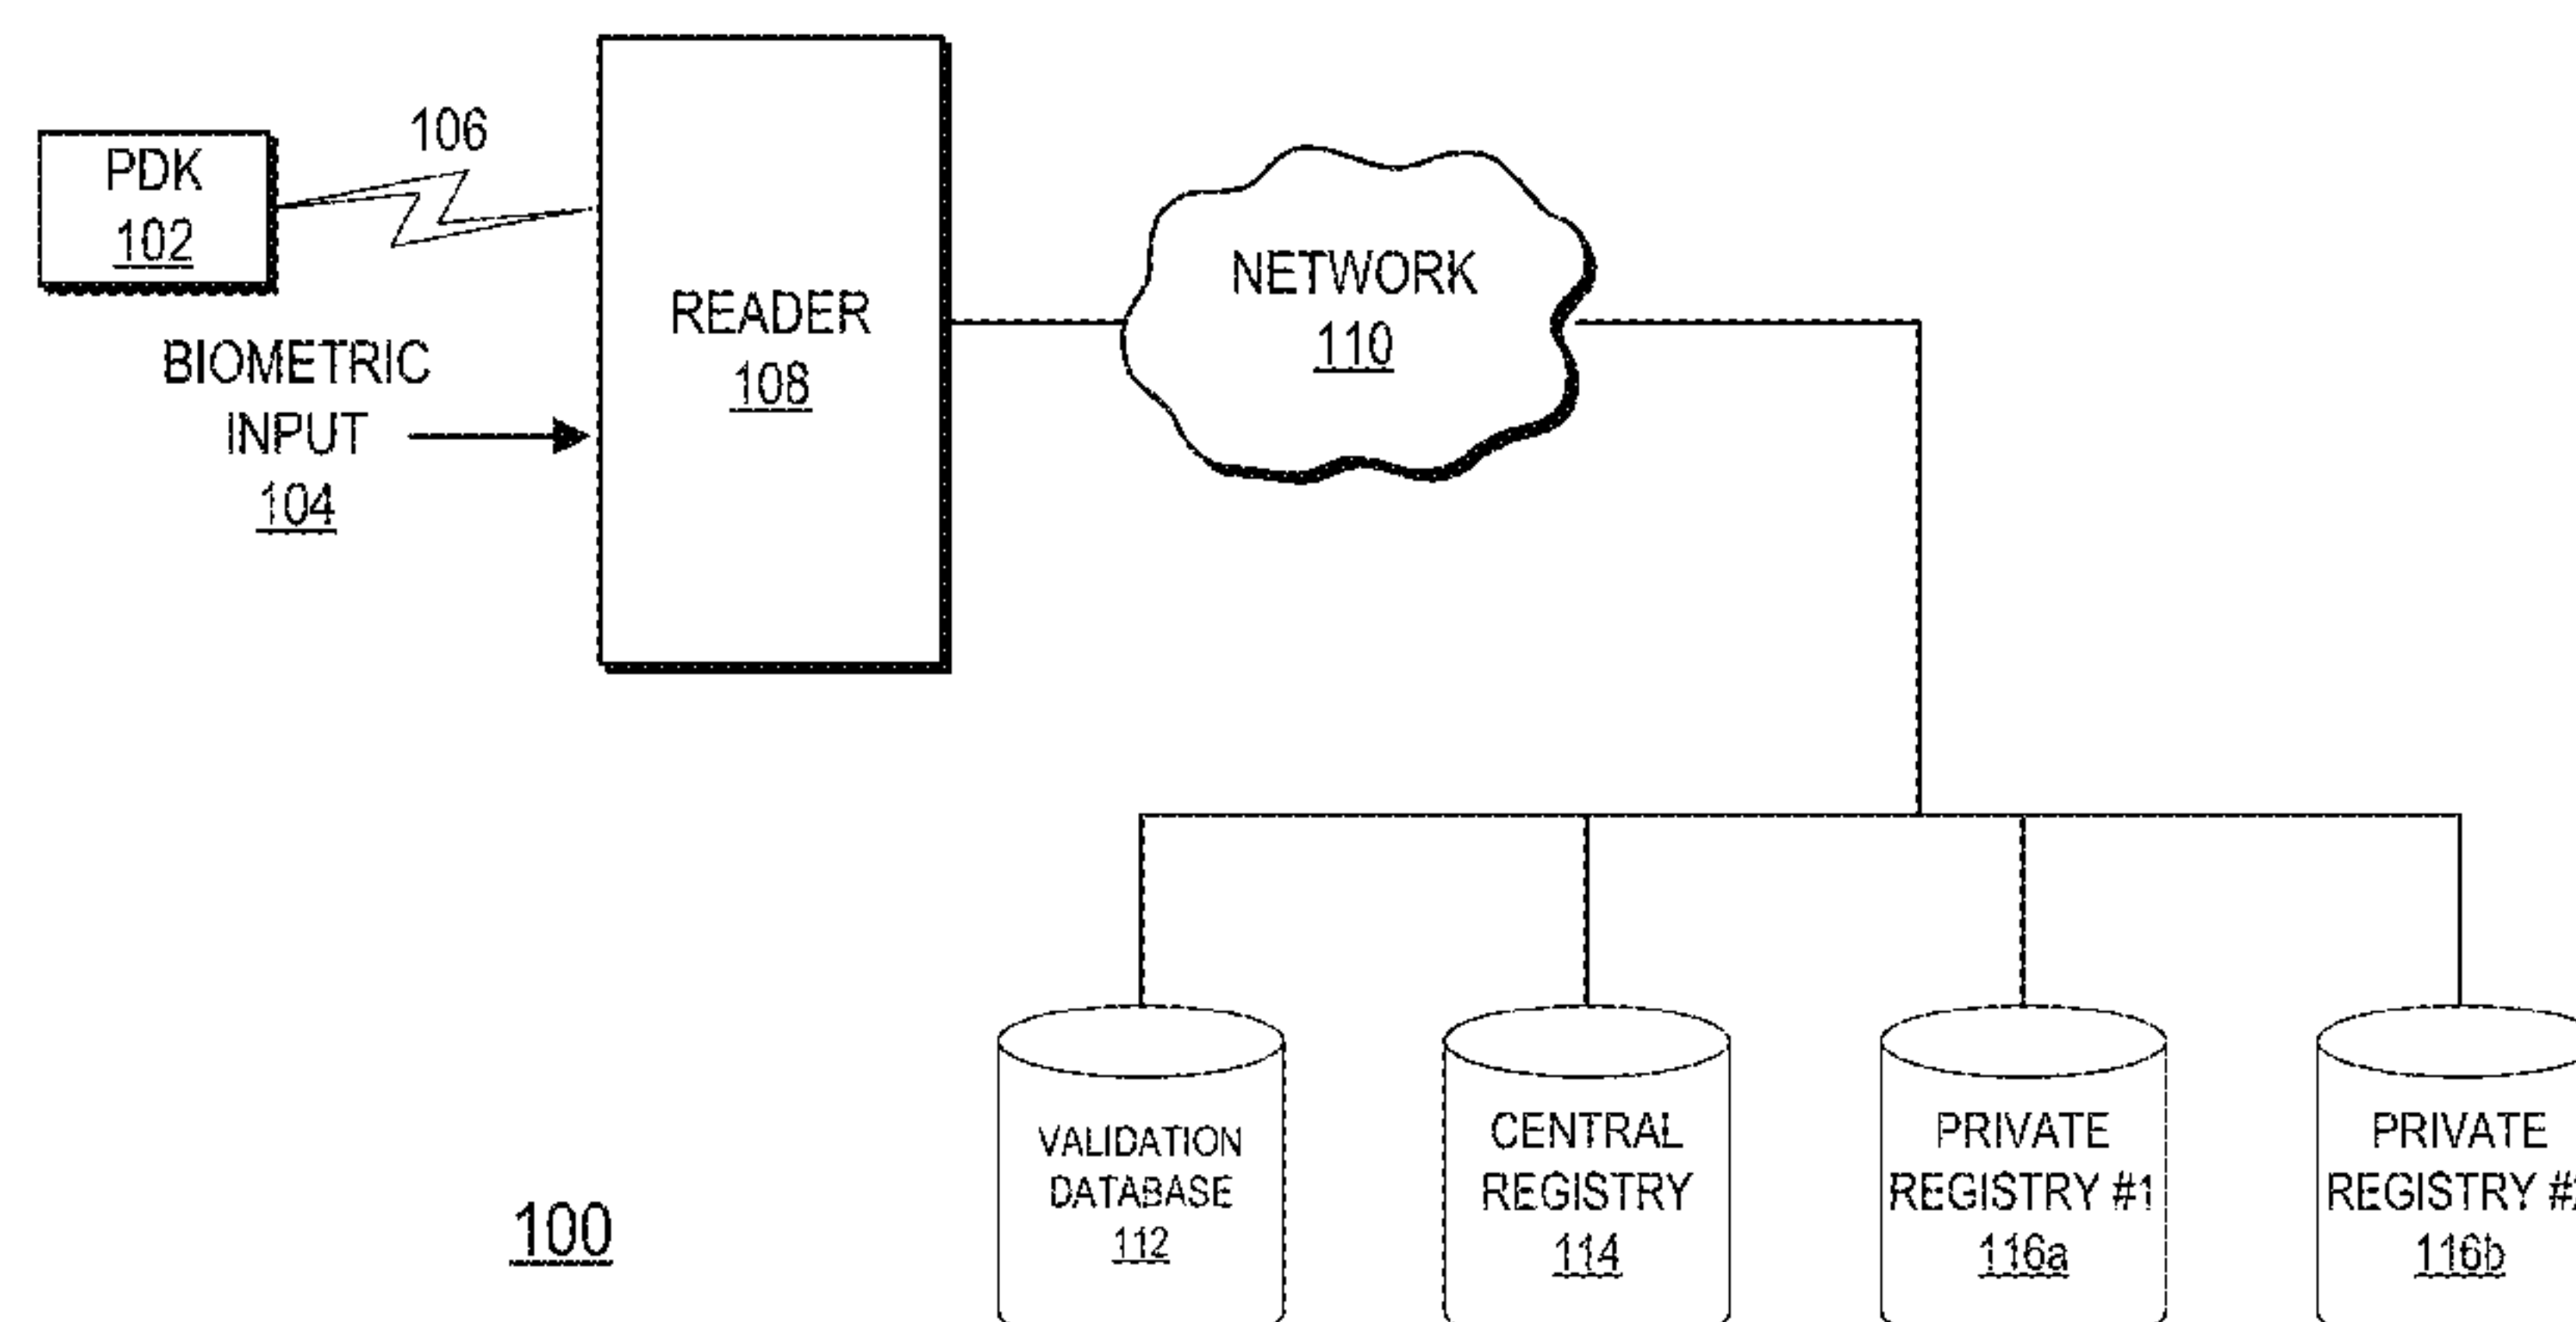 106
PDK
102
READER
108
BIOMETRIC
INPUT
104
NETWORK
110
VALIDATION
DATABASE
112
CENTRAL
REGISTRY
114
PRIVATE
REGISTRY #1
116a
PRIVATE
REGISTRY
116b
100